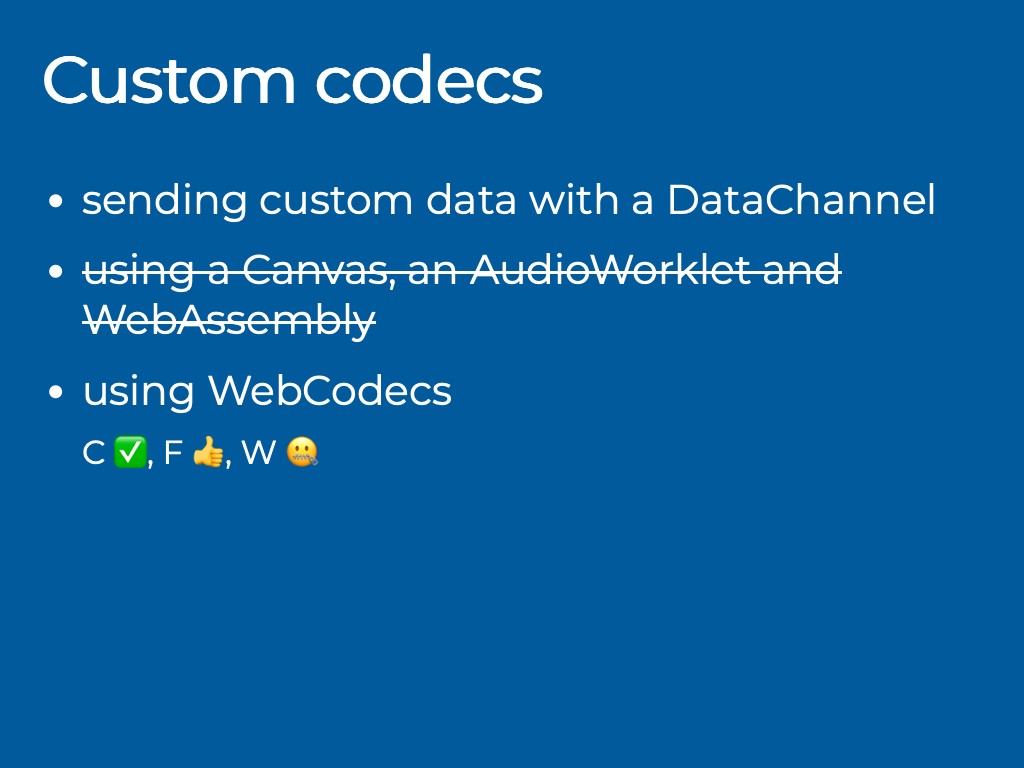 Custom codecs
• sending custom data with a DataChannel
• using a Canvas, an AudioWorklet and
WebAssembly
• using WebCodecs
C ✅, F 👍, W 🤐